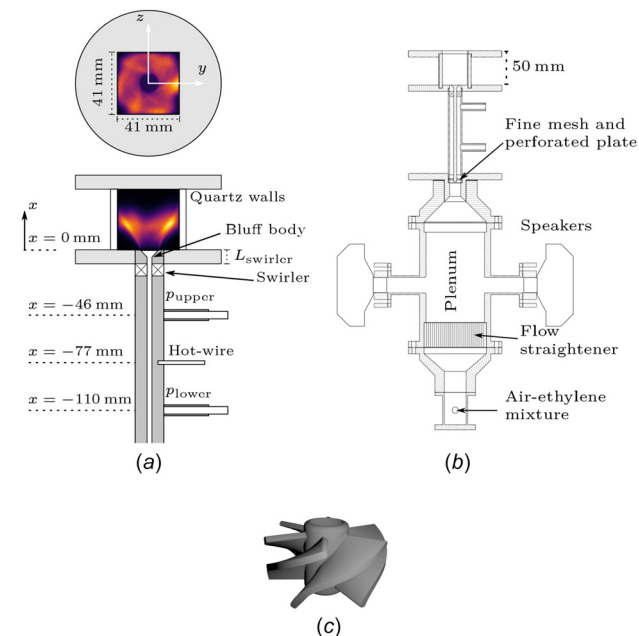 z
y
41 mm
41 mm
x
x = 0 mm
Quartz walls
Bluff body
L_swirler
Swirler
x = −46 mm
p_upper
x = −77 mm
Hot-wire
x = −110 mm
p_lower
(a)
50 mm
Fine mesh and
perforated plate
Speakers
Plenum
Flow
straightener
Air-ethylene
mixture
(b)
(c)